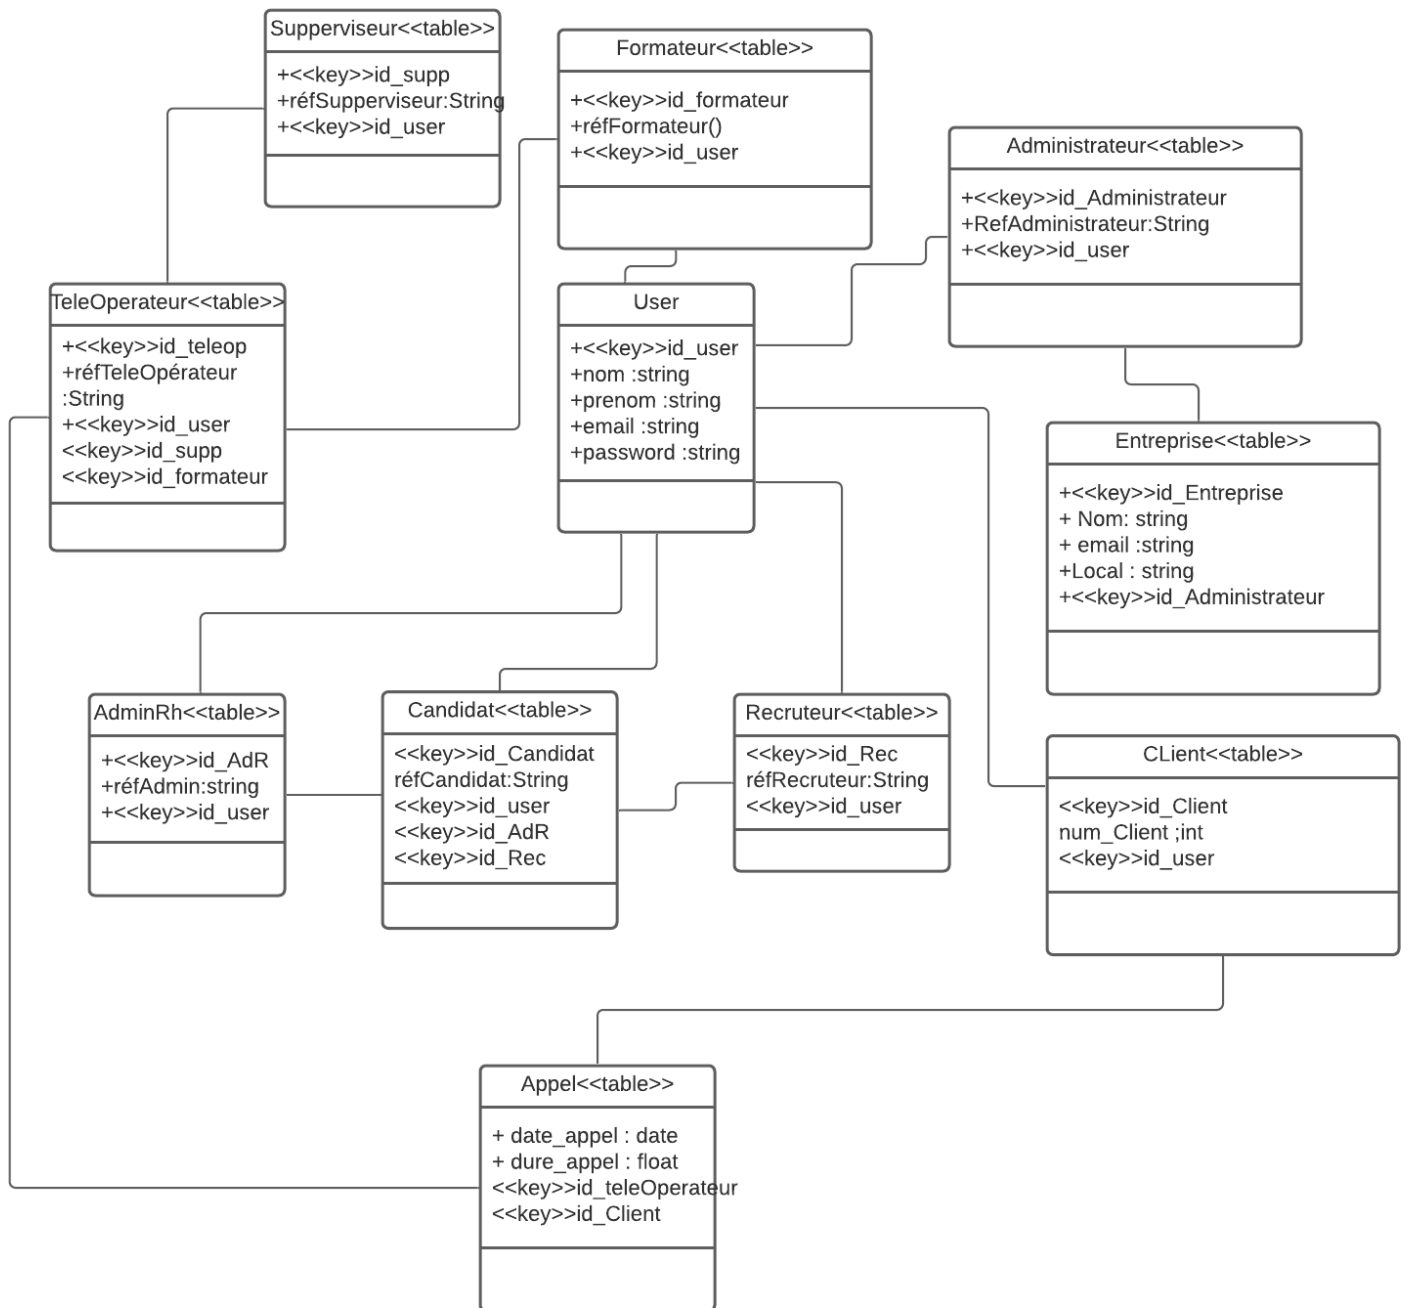 Supperviseur<<table>>
+<<key>>id_supp
+réfSupperviseur:String
+<<key>>id_user
Formateur<<table>>
+<<key>>id_formateur
+réfFormateur()
+<<key>>id_user
Administrateur<<table>>
+<<key>>id_Administrateur
+RefAdministrateur:String
+<<key>>id_user
TeleOperateur<<table>>
+<<key>>id_teleop
+réfTeleOpérateur
:String
+<<key>>id_user
<<key>>id_supp
<<key>>id_formateur
User
+<<key>>id_user
+nom :string
+prenom :string
+email :string
+password :string
Entreprise<<table>>
+<<key>>id_Entreprise
+ Nom: string
+ email :string
+Local : string
+<<key>>id_Administrateur
AdminRh<<table>>
+<<key>>id_AdR
+réfAdmin:string
+<<key>>id_user
Candidat<<table>>
<<key>>id_Candidat
réfCandidat:String
<<key>>id_user
<<key>>id_AdR
<<key>>id_Rec
Recruteur<<table>>
<<key>>id_Rec
réfRecruteur:String
<<key>>id_user
CLient<<table>>
<<key>>id_Client
num_Client ;int
<<key>>id_user
Appel<<table>>
+ date_appel : date
+ dure_appel : float
<<key>>id_teleOperateur
<<key>>id_Client